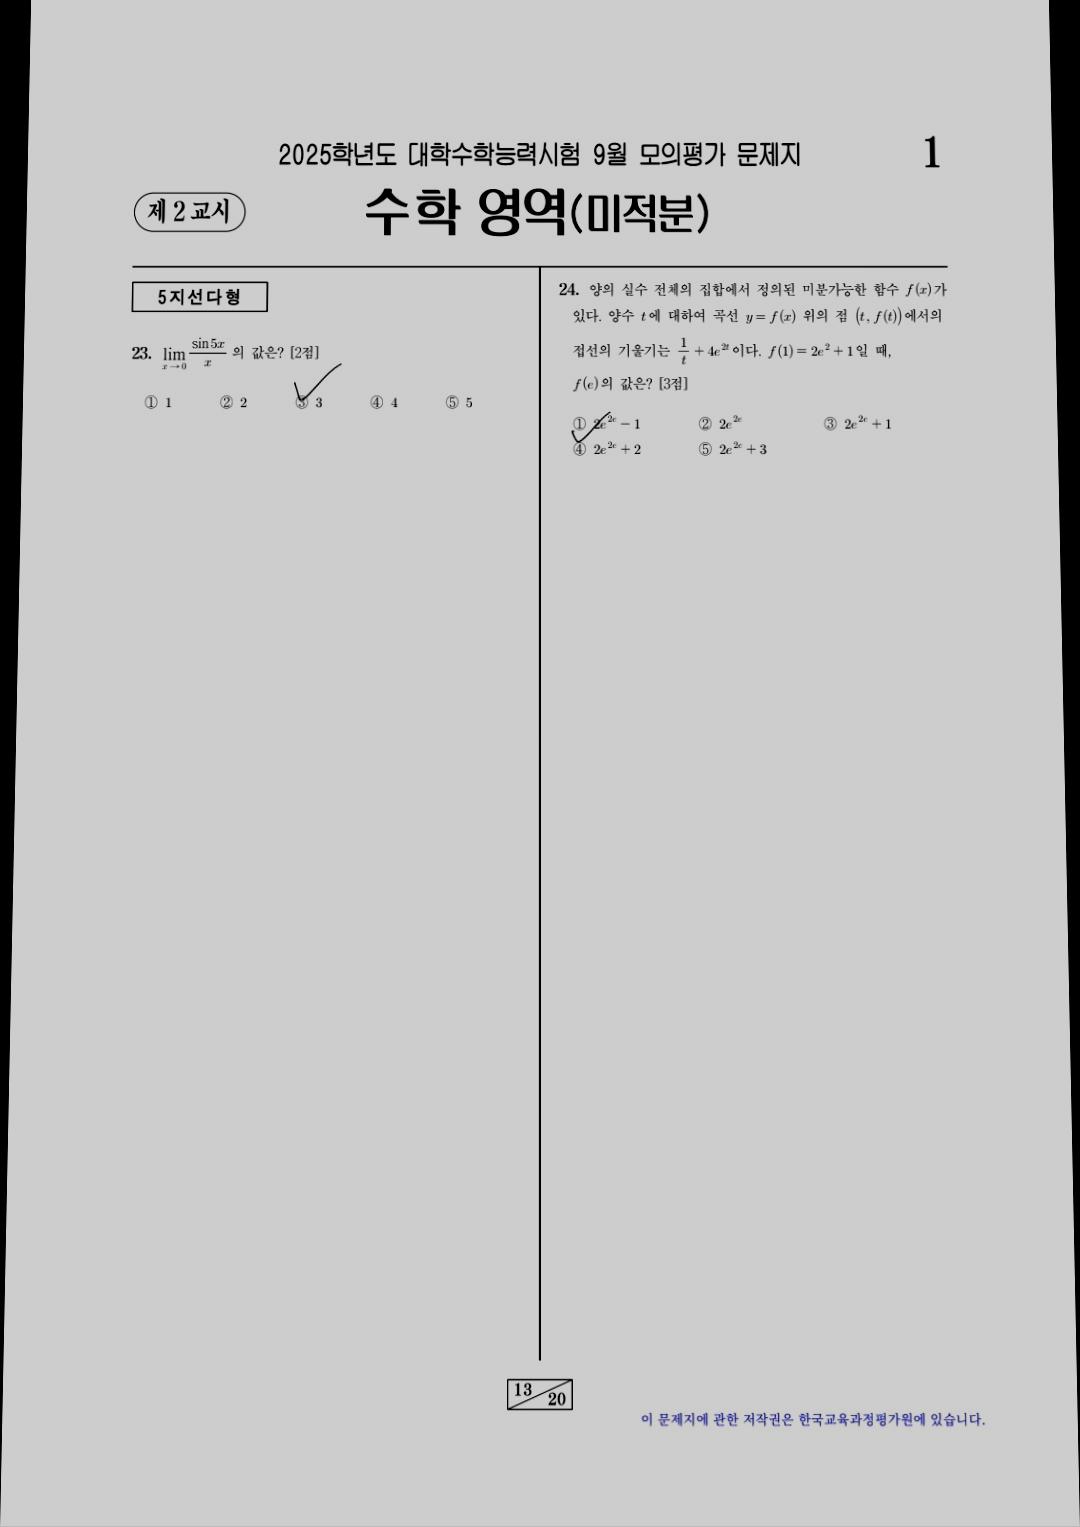 2025학년도 대학수학능력시험 9월 모의평가 문제지
1
제 2 교시
수학 영역(미적분)
5지선다형
23. lim x→0 sin5x/x 의 값은? [2점]
① 1 ② 2 ③ 3 ④ 4 ⑤ 5
24. 양의 실수 전체의 집합에서 정의된 미분가능한 함수 f(x)가
있다. 양수 t에 대하여 곡선 y=f(x) 위의 점 (t, f(t))에서의
접선의 기울기는 1/t + 4e^{2t}이다. f(1)=2e^2+1일 때,
f(e)의 값은? [3점]
① 2e^{2e}−1 ② 2e^{2e} ③ 2e^{2e}+1
④ 2e^{2e}+2 ⑤ 2e^{2e}+3
13/20
이 문제지에 관한 저작권은 한국교육과정평가원에 있습니다.